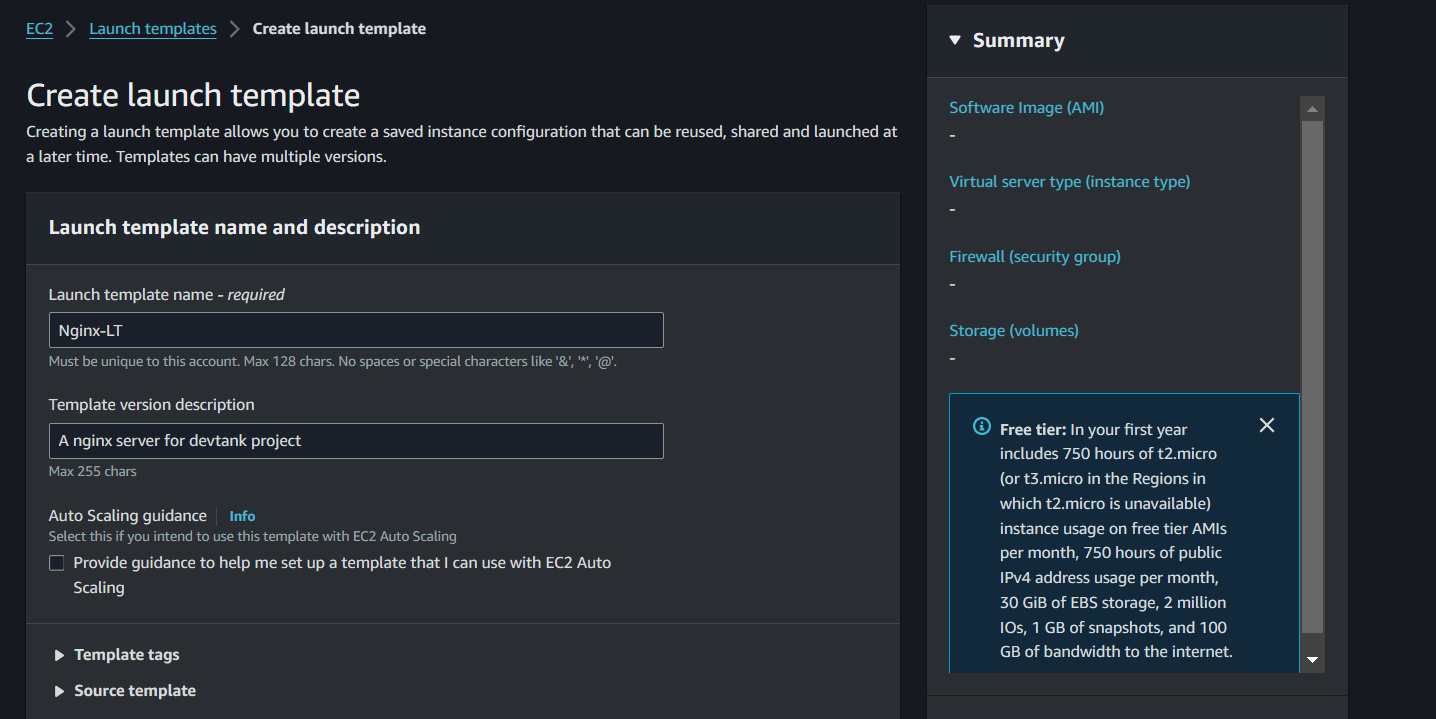 EC2 > Launch templates > Create launch template
Create launch template
Creating a launch template allows you to create a saved instance configuration that can be reused, shared and launched at
a later time. Templates can have multiple versions.
Launch template name and description
Launch template name - required
Nginx-LT
Must be unique to this account. Max 128 chars. No spaces or special characters like '&', '*', '@'.
Template version description
A nginx server for devtank project
Max 255 chars
Auto Scaling guidance | Info
Select this if you intend to use this template with EC2 Auto Scaling
Provide guidance to help me set up a template that I can use with EC2 Auto
Scaling
Template tags
Source template
Summary
Software Image (AMI)
-
Virtual server type (instance type)
-
Firewall (security group)
-
Storage (volumes)
-
Free tier: In your first year
includes 750 hours of t2.micro
(or t3.micro in the Regions in
which t2.micro is unavailable)
instance usage on free tier AMIs
per month, 750 hours of public
IPv4 address usage per month,
30 GiB of EBS storage, 2 million
IOs, 1 GB of snapshots, and 100
GB of bandwidth to the internet.